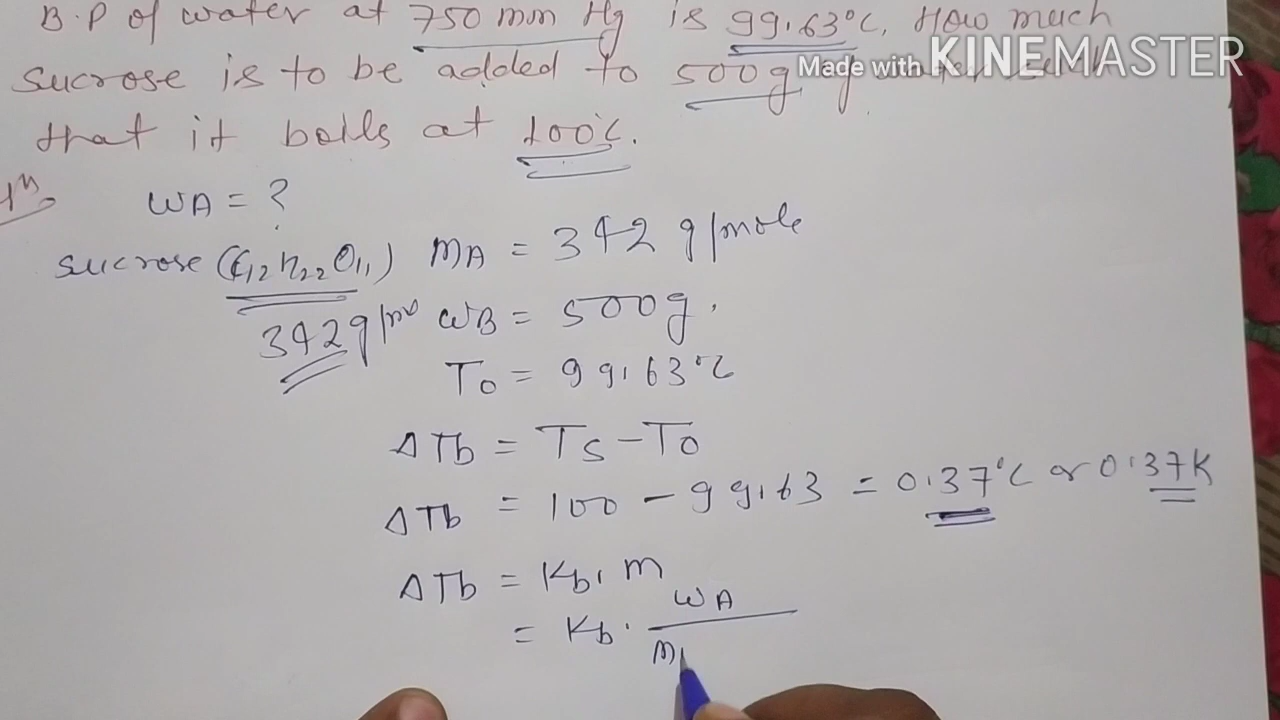 B.P of water at 750 mm Hg is 99.63°C. How much
sucrose is to be added to 500g
Made with KINEMASTER
that it boils at 100°C.
WA = ?
sucrose (C12H22O11) MA = 342 g/mole
342g/mo WB = 500g.
To = 99.63°C
ΔTb = Ts - To
ΔTb = 100 - 99.63 = 0.37°C or 0.37K
ΔTb = Kb. m
= Kb. WA
M